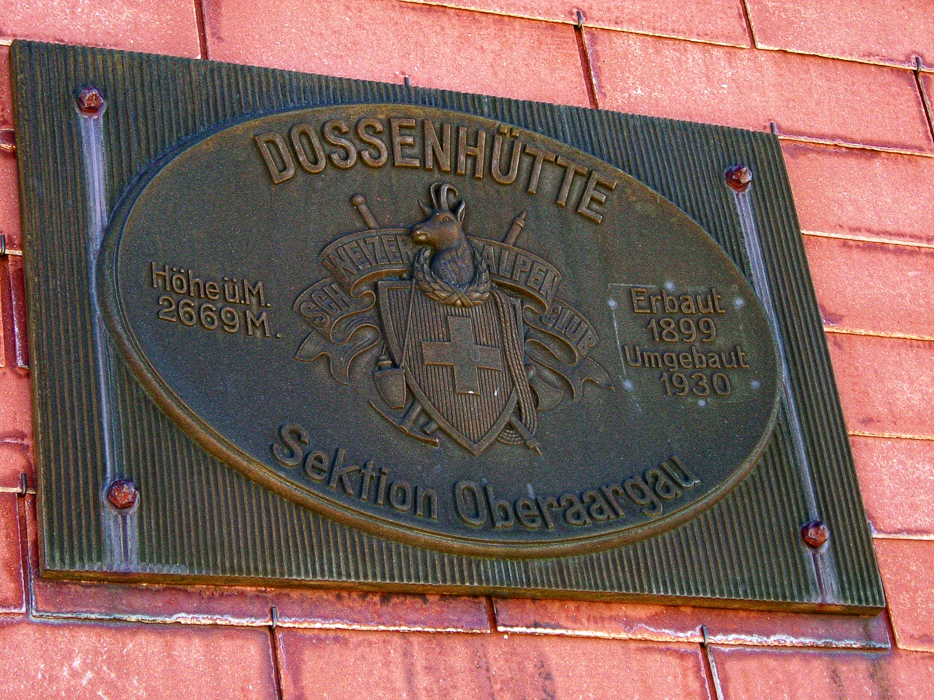 DOSSENHÜTTE
SCHWEIZER ALPEN CLUB
Höhe ü. M.
2669 M.
Erbaut
1899
Umgebaut
1930
Sektion Oberaargau